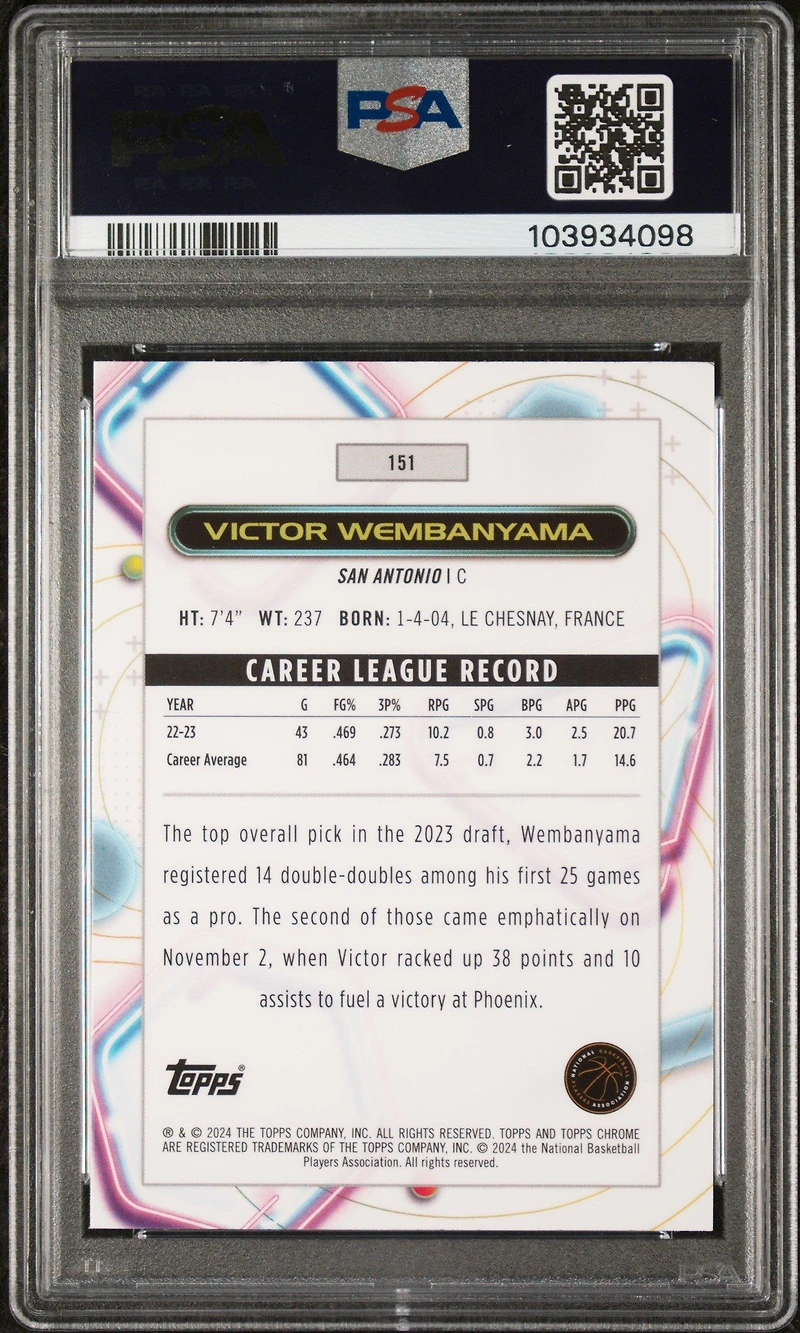 PSA
103934098
151
VICTOR WEMBANYAMA
SAN ANTONIO | C
HT: 7'4" WT: 237 BORN: 1-4-04, LE CHESNAY, FRANCE
CAREER LEAGUE RECORD
YEAR G FG% 3P% RPG SPG BPG APG PPG
22-23 43 .469 .273 10.2 0.8 3.0 2.5 20.7
Career Average 81 .464 .283 7.5 0.7 2.2 1.7 14.6
The top overall pick in the 2023 draft, Wembanyama
registered 14 double-doubles among his first 25 games
as a pro. The second of those came emphatically on
November 2, when Victor racked up 38 points and 10
assists to fuel a victory at Phoenix.
topps®
NATIONAL BASKETBALL
PLAYERS ASSOCIATION
® & © 2024 THE TOPPS COMPANY, INC. ALL RIGHTS RESERVED. TOPPS AND TOPPS CHROME
ARE REGISTERED TRADEMARKS OF THE TOPPS COMPANY, INC. © 2024 the National Basketball
Players Association. All rights reserved.
PSA